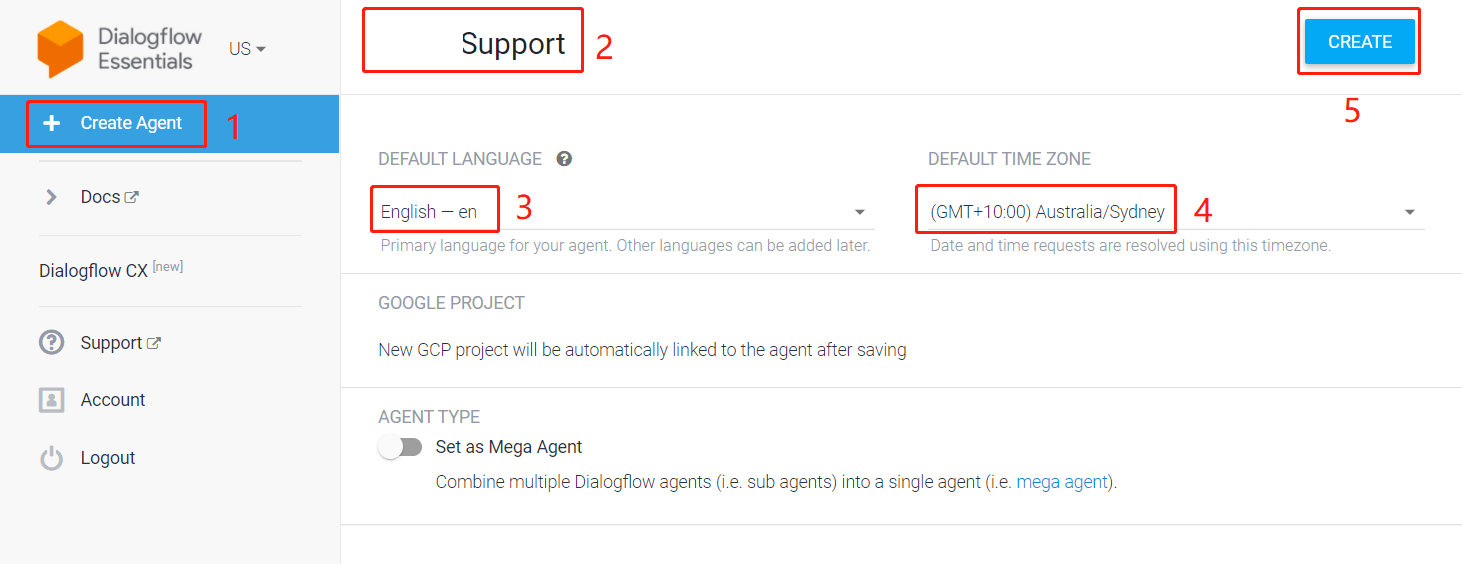 Dialogflow
Essentials
US
Support
2
CREATE
5
Create Agent
1
Docs
Dialogflow CX [new]
Support
Account
Logout
DEFAULT LANGUAGE
English — en
3
Primary language for your agent. Other languages can be added later.
DEFAULT TIME ZONE
(GMT+10:00) Australia/Sydney
4
Date and time requests are resolved using this timezone.
GOOGLE PROJECT
New GCP project will be automatically linked to the agent after saving
AGENT TYPE
Set as Mega Agent
Combine multiple Dialogflow agents (i.e. sub agents) into a single agent (i.e. mega agent).